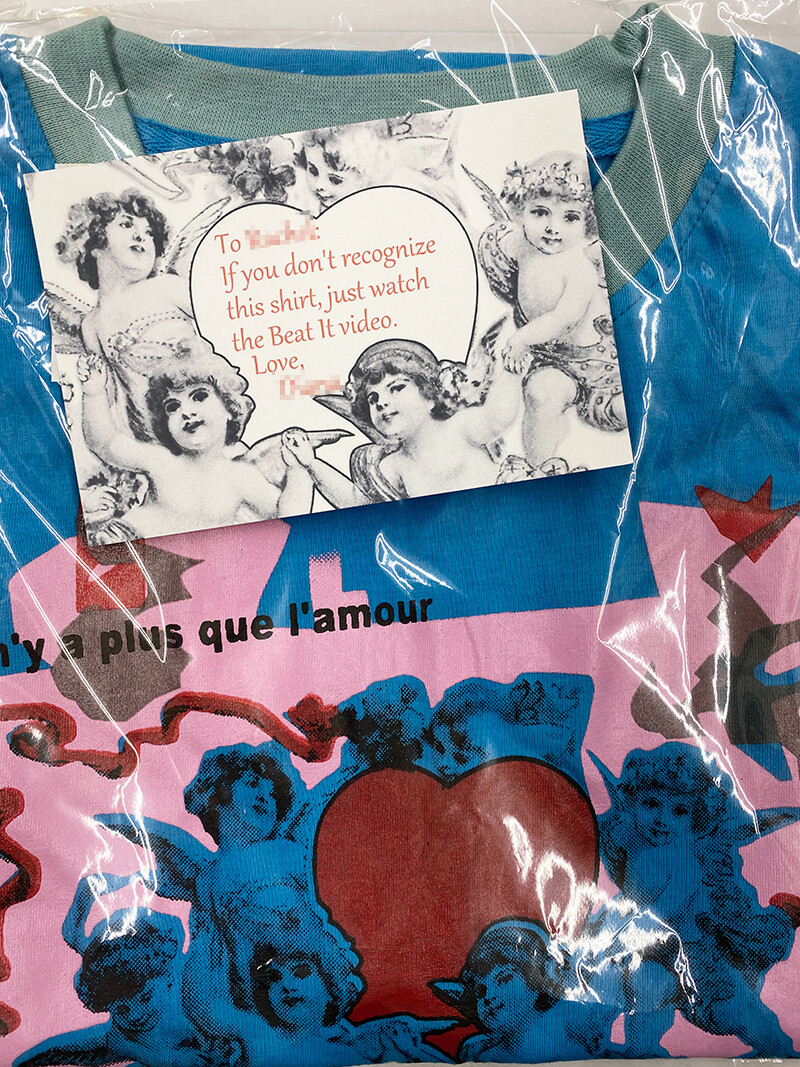 To
If you don't recognize
this shirt, just watch
the Beat It video.
Love,
n'y a plus que l'amour